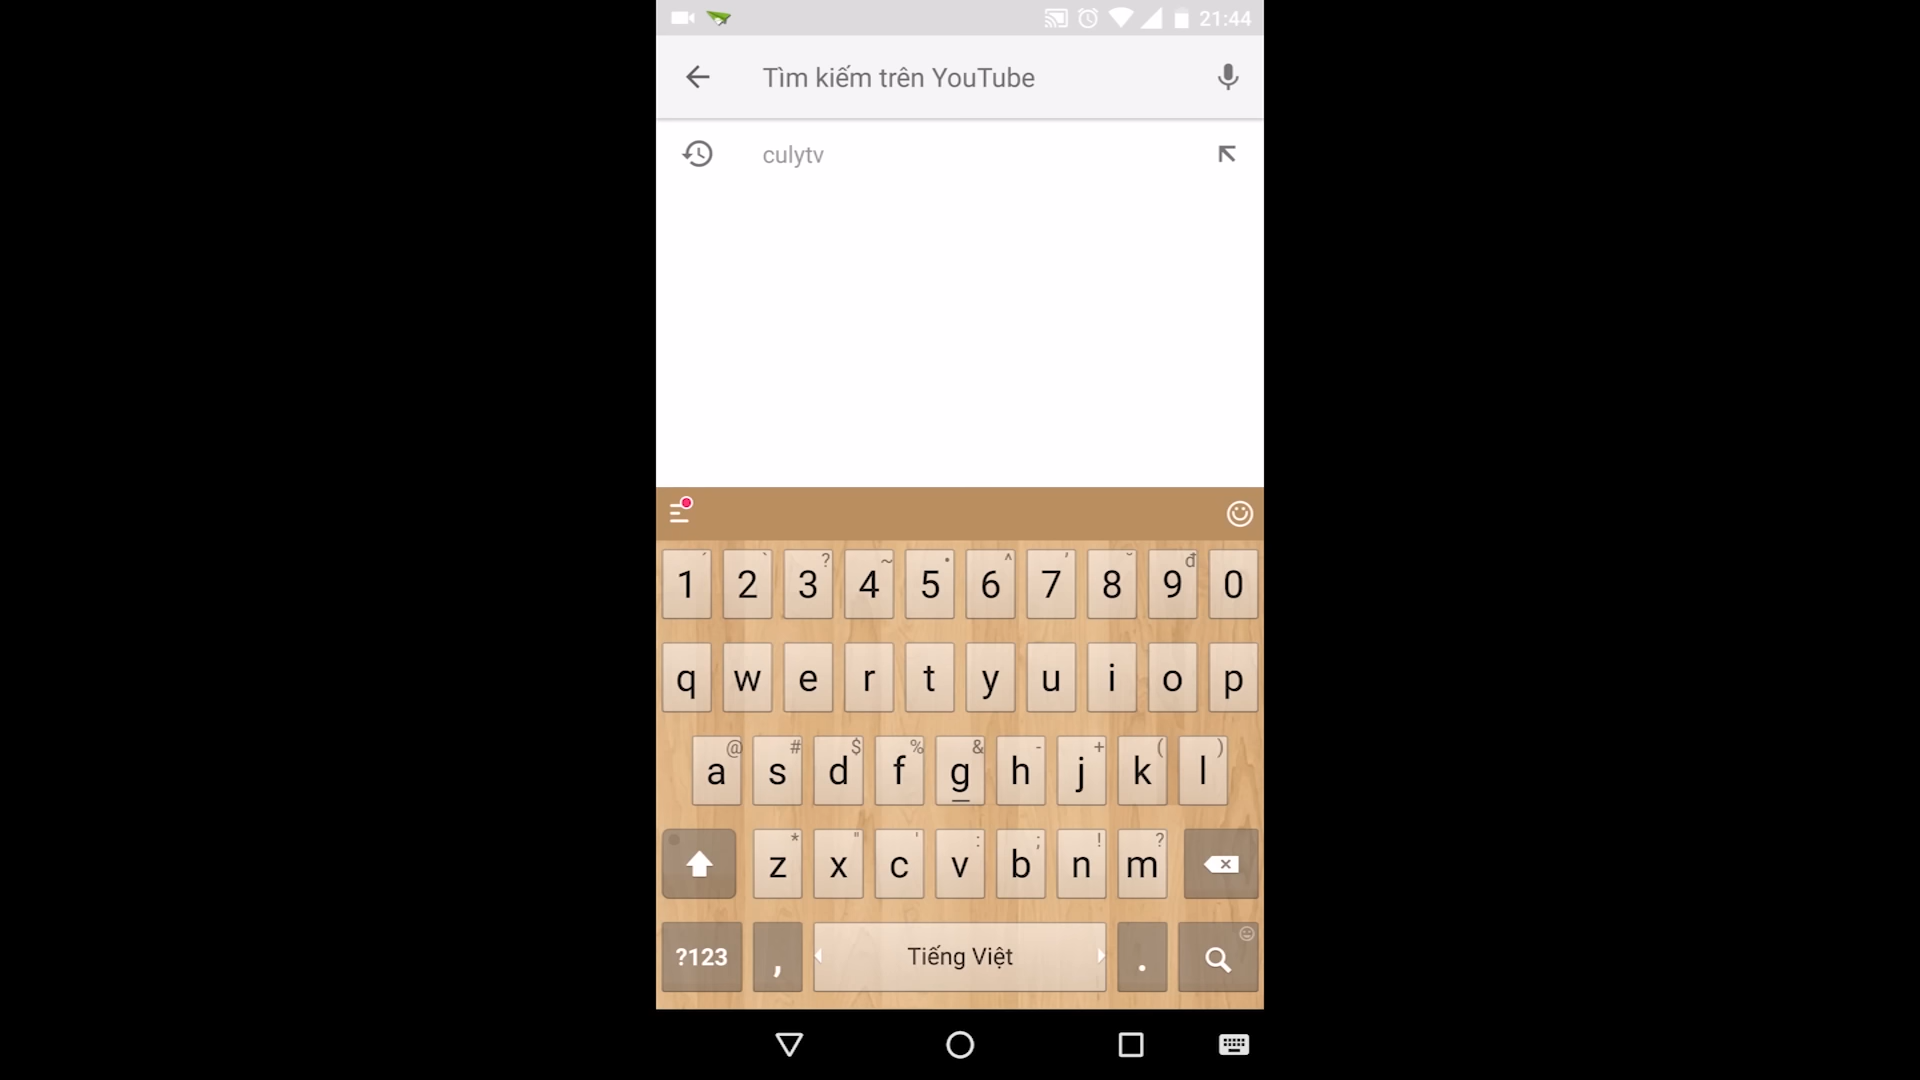 21:44
Tìm kiếm trên YouTube
culytv
1 ´ 2 ` 3 ? 4 ~ 5 • 6 ^ 7 ’ 8 ˘ 9 đ 0
q w e r t y u i o p
a @ s # d $ f % g & h - j + k ( l )
z * x " c ' v : b ; n ! m ?
?123 , Tiếng Việt .